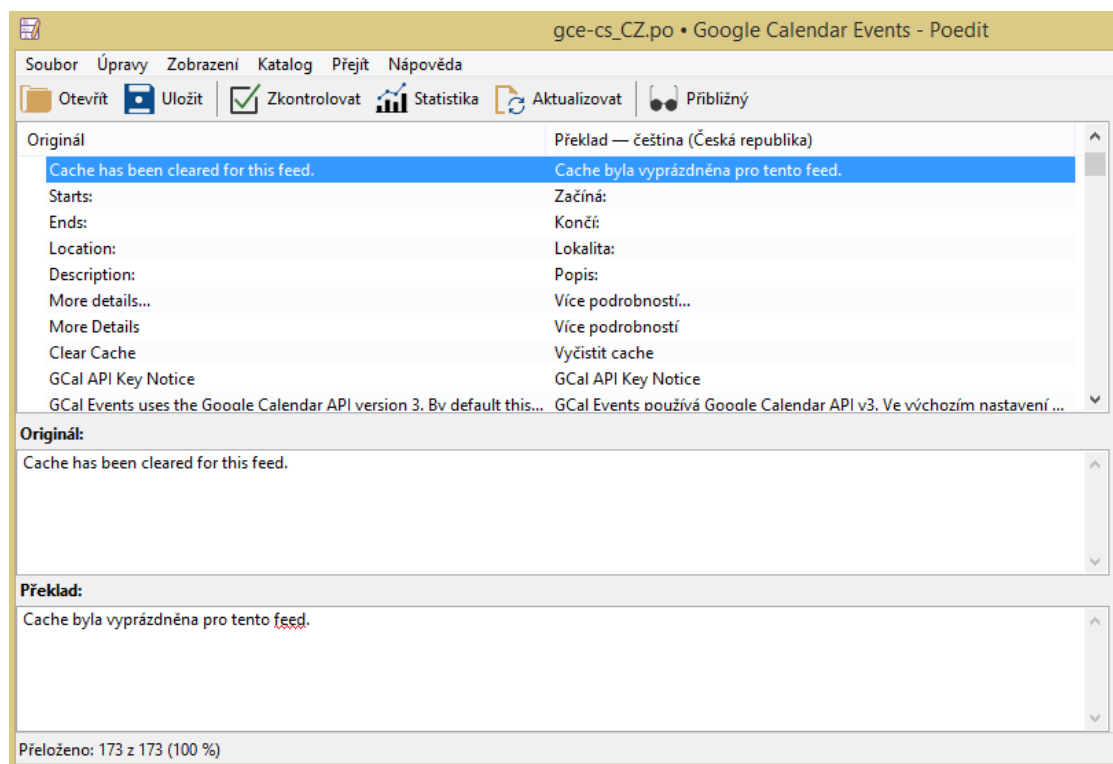 gce-cs_CZ.po • Google Calendar Events - Poedit
Soubor Úpravy Zobrazení Katalog Přejít Nápověda
Otevřít Uložit Zkontrolovat Statistika Aktualizovat Přibližný
Originál Překlad — čeština (Česká republika)
Cache has been cleared for this feed. Cache byla vyprázdněna pro tento feed.
Starts: Začíná:
Ends: Končí:
Location: Lokalita:
Description: Popis:
More details... Více podrobností...
More Details Více podrobností
Clear Cache Vyčistit cache
GCal API Key Notice GCal API Key Notice
GCal Events uses the Google Calendar API version 3. By default this... GCal Events používá Google Calendar API v3. Ve výchozím nastavení ...
Originál:
Cache has been cleared for this feed.
Překlad:
Cache byla vyprázdněna pro tento feed.
Přeloženo: 173 z 173 (100 %)